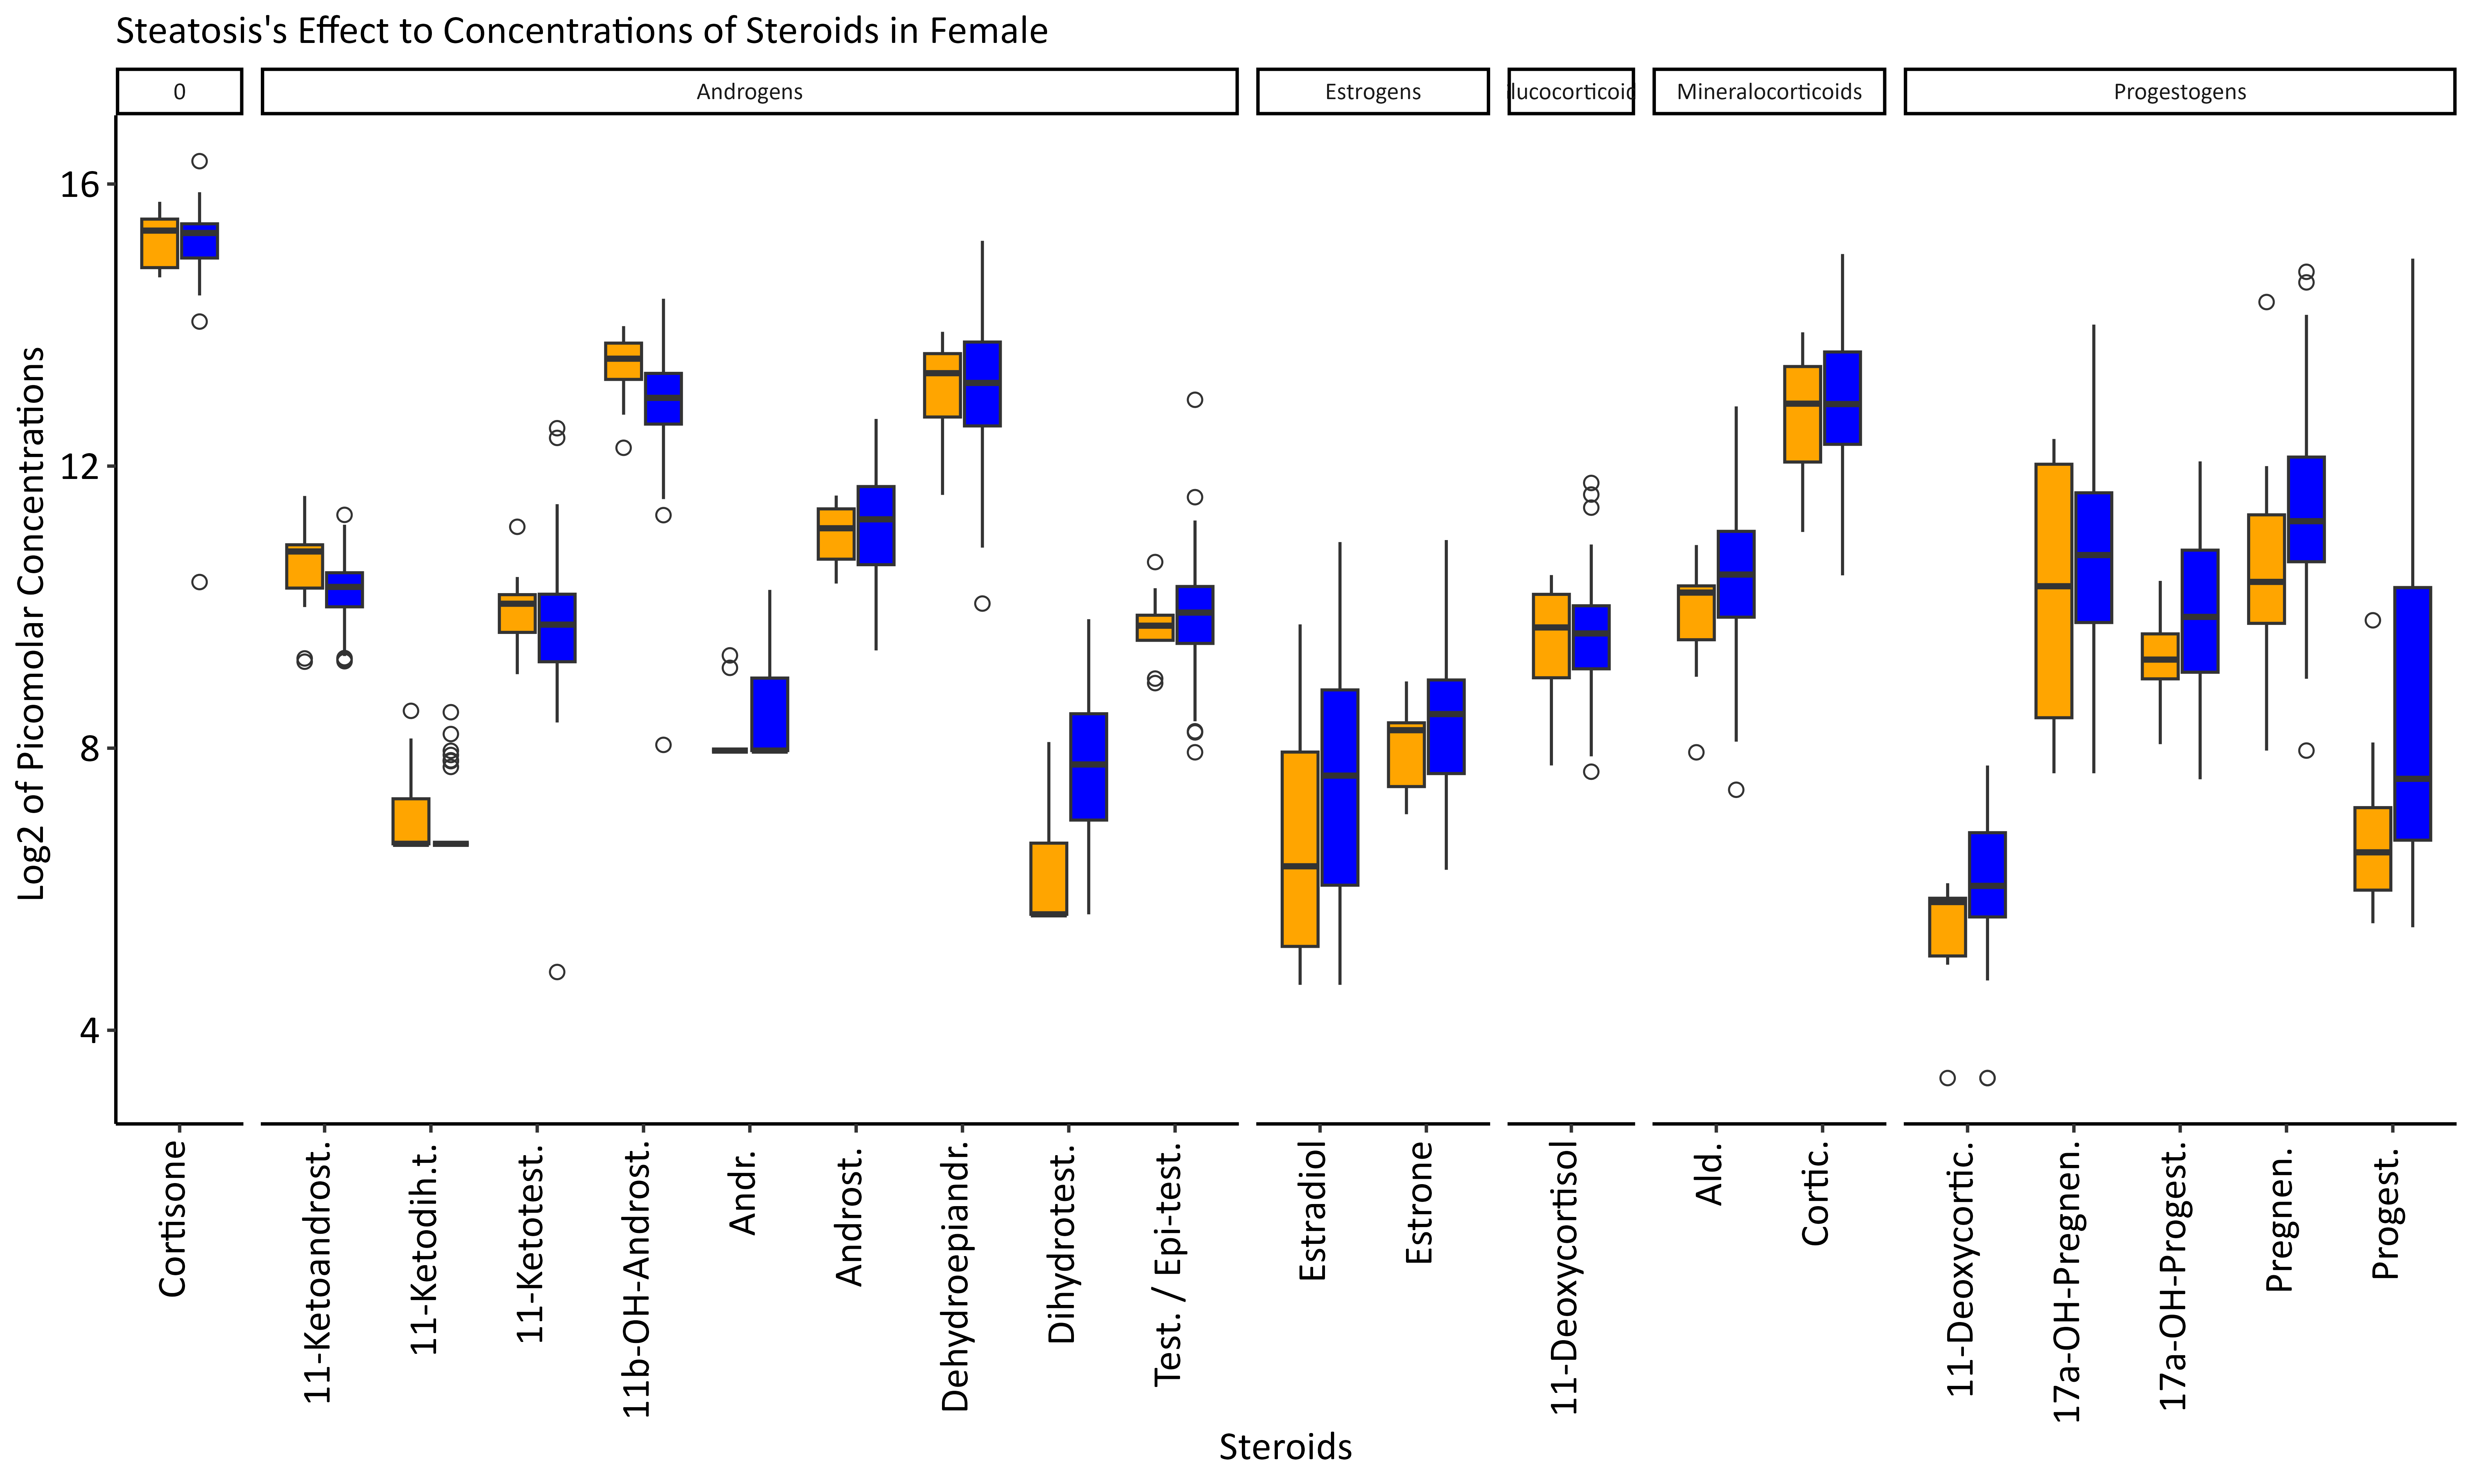 Steatosis's Effect to Concentrations of Steroids in Female
0
Androgens
Estrogens
lucocorticoid
Mineralocorticoids
Progestogens
Log2 of Picomolar Concentrations
16
12
8
4
Cortisone
11-Ketoandrost.
11-Ketodih.t.
11-Ketotest.
11b-OH-Androst.
Andr.
Androst.
Dehydroepiandr.
Dihydrotest.
Test. / Epi-test.
Estradiol
Estrone
11-Deoxycortisol
Ald.
Cortic.
11-Deoxycortic.
17a-OH-Pregnen.
17a-OH-Progest.
Pregnen.
Progest.
Steroids